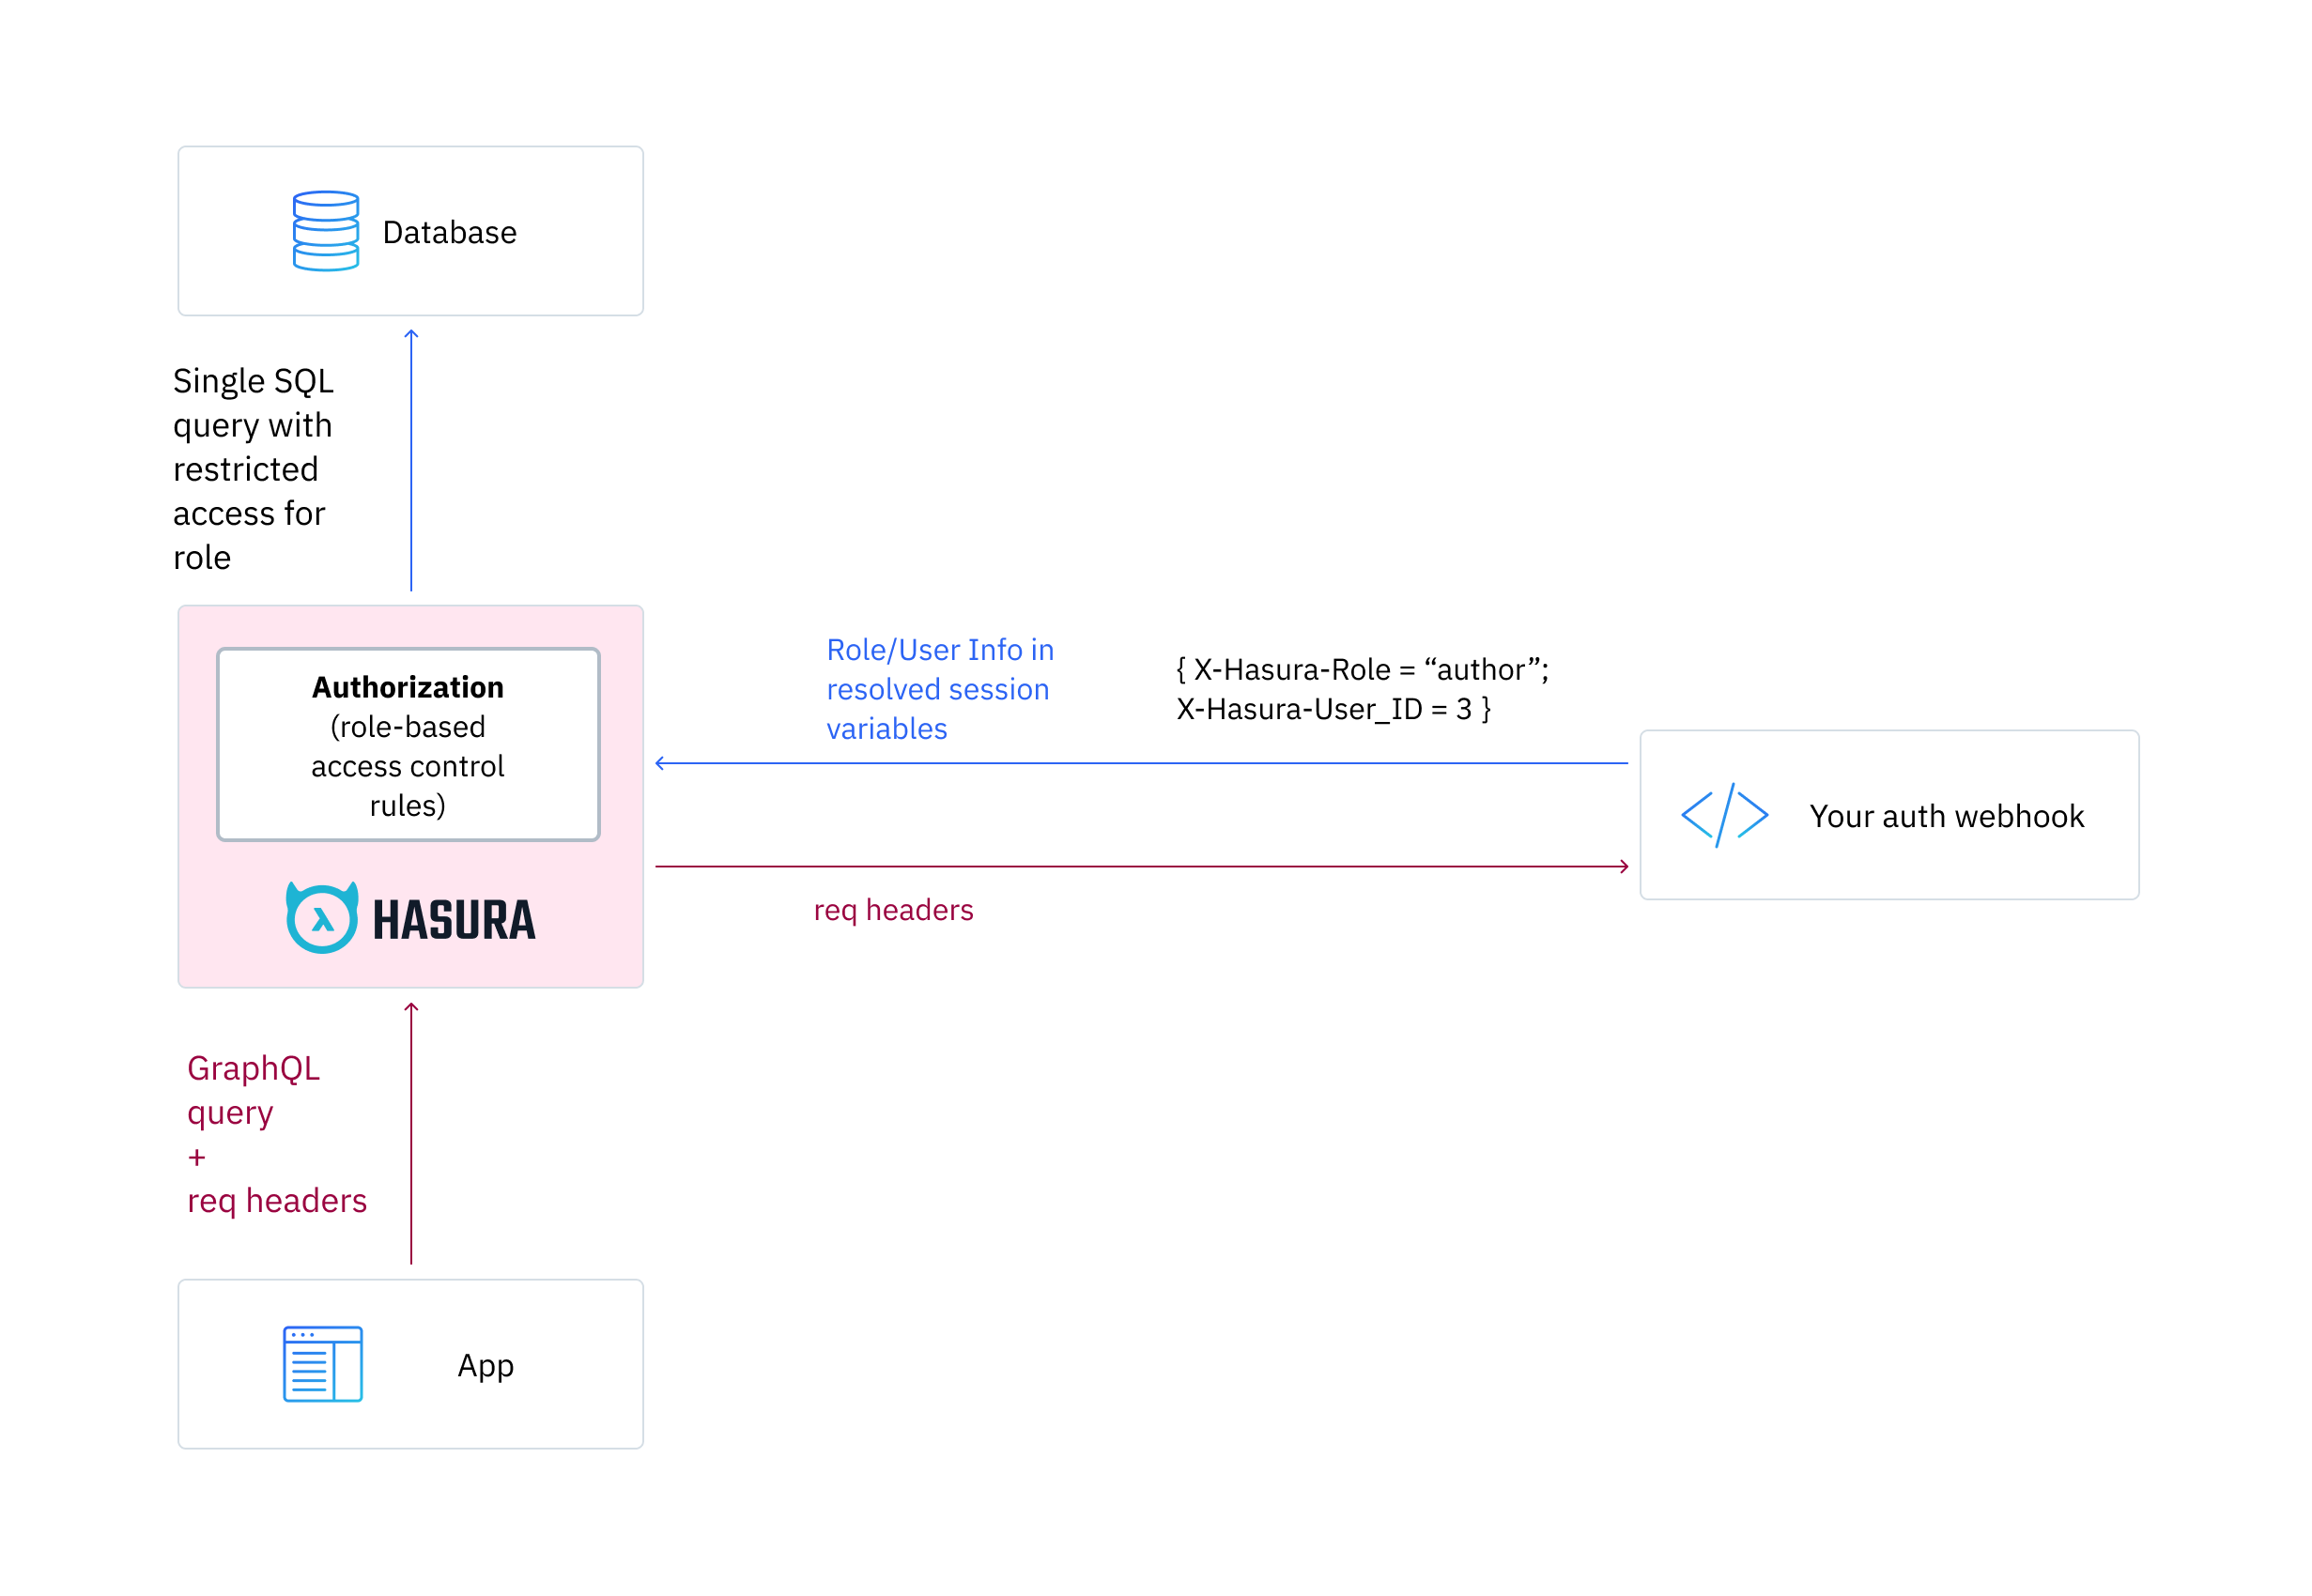 Database
Single SQL
query with
restricted
access for
role
Authorization
(role-based
access control
rules)
HASURA
Role/User Info in
resolved session
variables
{ X-Hasura-Role = “author”;
X-Hasura-User_ID = 3 }
Your auth webhook
req headers
GraphQL
query
+
req headers
App